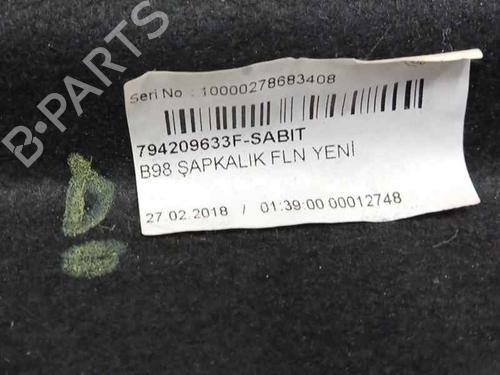 B-PARTS
Seri No : 10000278683408
794209633F-SABIT
B98 ŞAPKALIK FLN YENİ
27.02.2018 / 01:39:00 00012748
D